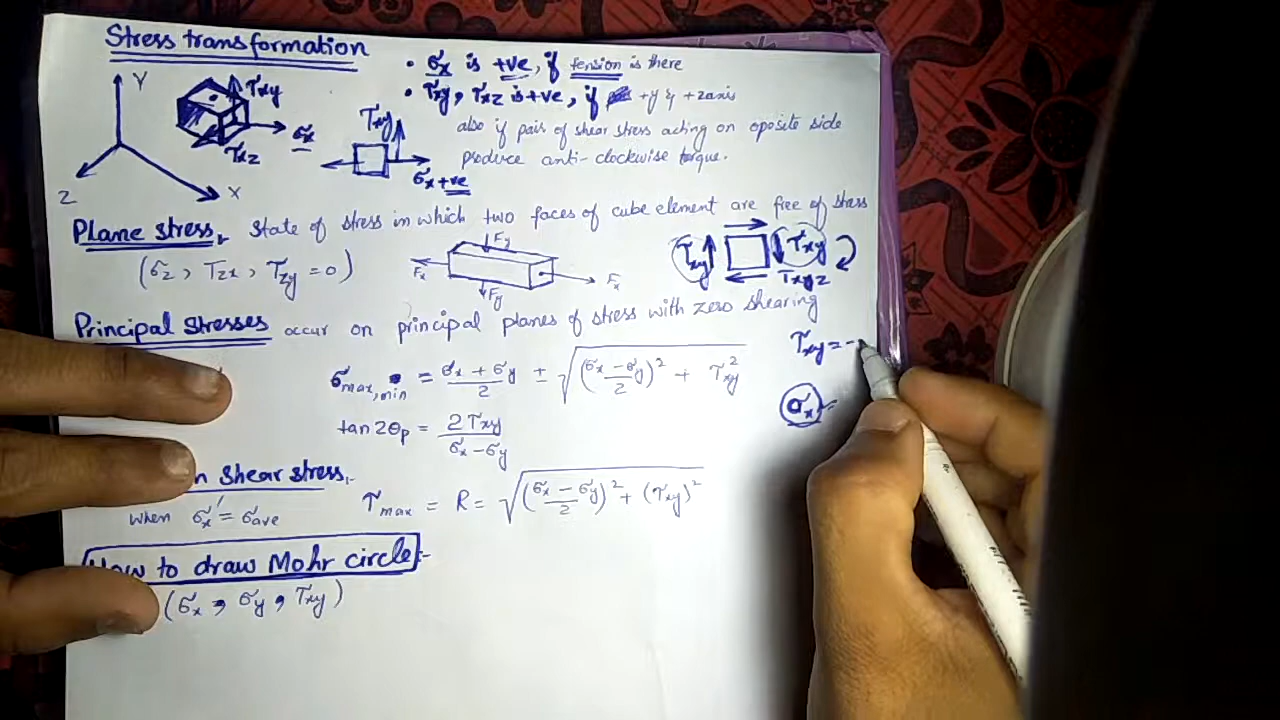 Stress transformation
• σx is +ve, if tension is there
• τxy, τxz is +ve, if +y & +z axis
also if pair of shear stress acting on opposite side
produce anti-clockwise torque.
Y
τxy
σx
τxz
Z
X
τxy
σx +ve
Plane stress, State of stress in which two faces of cube element are free of stress
(σz, τzx, τzy = 0)
Fy
Fx
Fx
Fy
τxy
τxy
Principal Stresses occur on principal planes of stress with zero shearing
σmax,min = (σx + σy)/2 ± √(((σx - σy)/2)² + τxy²)
τxy = -
σx =
tan 2θp = 2τxy/(σx - σy)
Shear stress,
when σx' = σave
τmax = R = √(((σx - σy)/2)² + (τxy)²)
How to draw Mohr circle:-
(σx, σy, τxy)